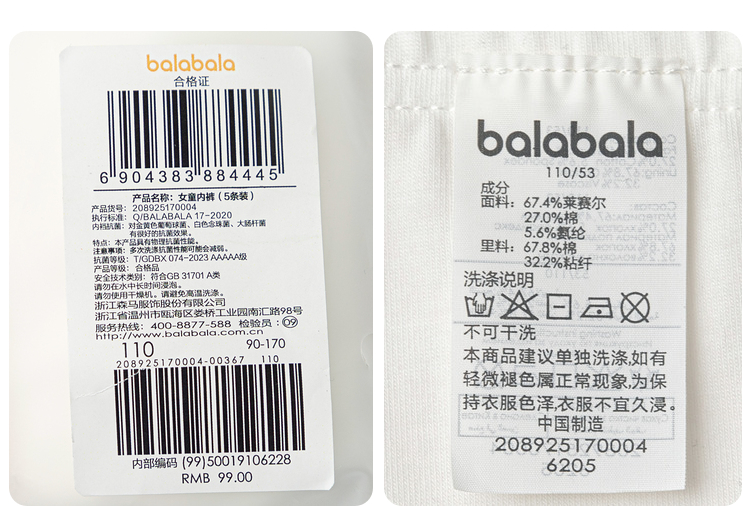 balabala
合格证
6 904383 884445
产品名称：女童内裤（5条装）
产品货号：208925170004
执行标准：Q/BALABALA 17-2020
内裆抗菌：对金黄色葡萄球菌、白色念珠菌、大肠杆菌
有很好的抗菌效果。
特点：本产品具有物理抗菌性能。
注意事项：多次洗涤抗菌性能可能会减弱。
抗菌等级：T/GDBX 074-2023 AAAAA级
产品等级：合格品
安全技术类别：符合GB 31701 A类
请勿在水中长时间浸泡。
请勿使用干燥机。请避免高温洗涤。
浙江森马服饰股份有限公司
浙江省温州市瓯海区娄桥工业园南汇路98号
服务热线：400-8877-588 检验员：09
http://www.balabala.com.cn
110 90-170
208925170004-00367 110
内部编码 (99)50019106228
RMB 99.00
balabala
110/53
成分
面料：67.4%莱赛尔
27.0%棉
5.6%氨纶
里料：67.8%棉
32.2%粘纤
洗涤说明
不可干洗
本商品建议单独洗涤,如有
轻微褪色属正常现象,为保
持衣服色泽,衣服不宜久浸。
中国制造
208925170004
6205